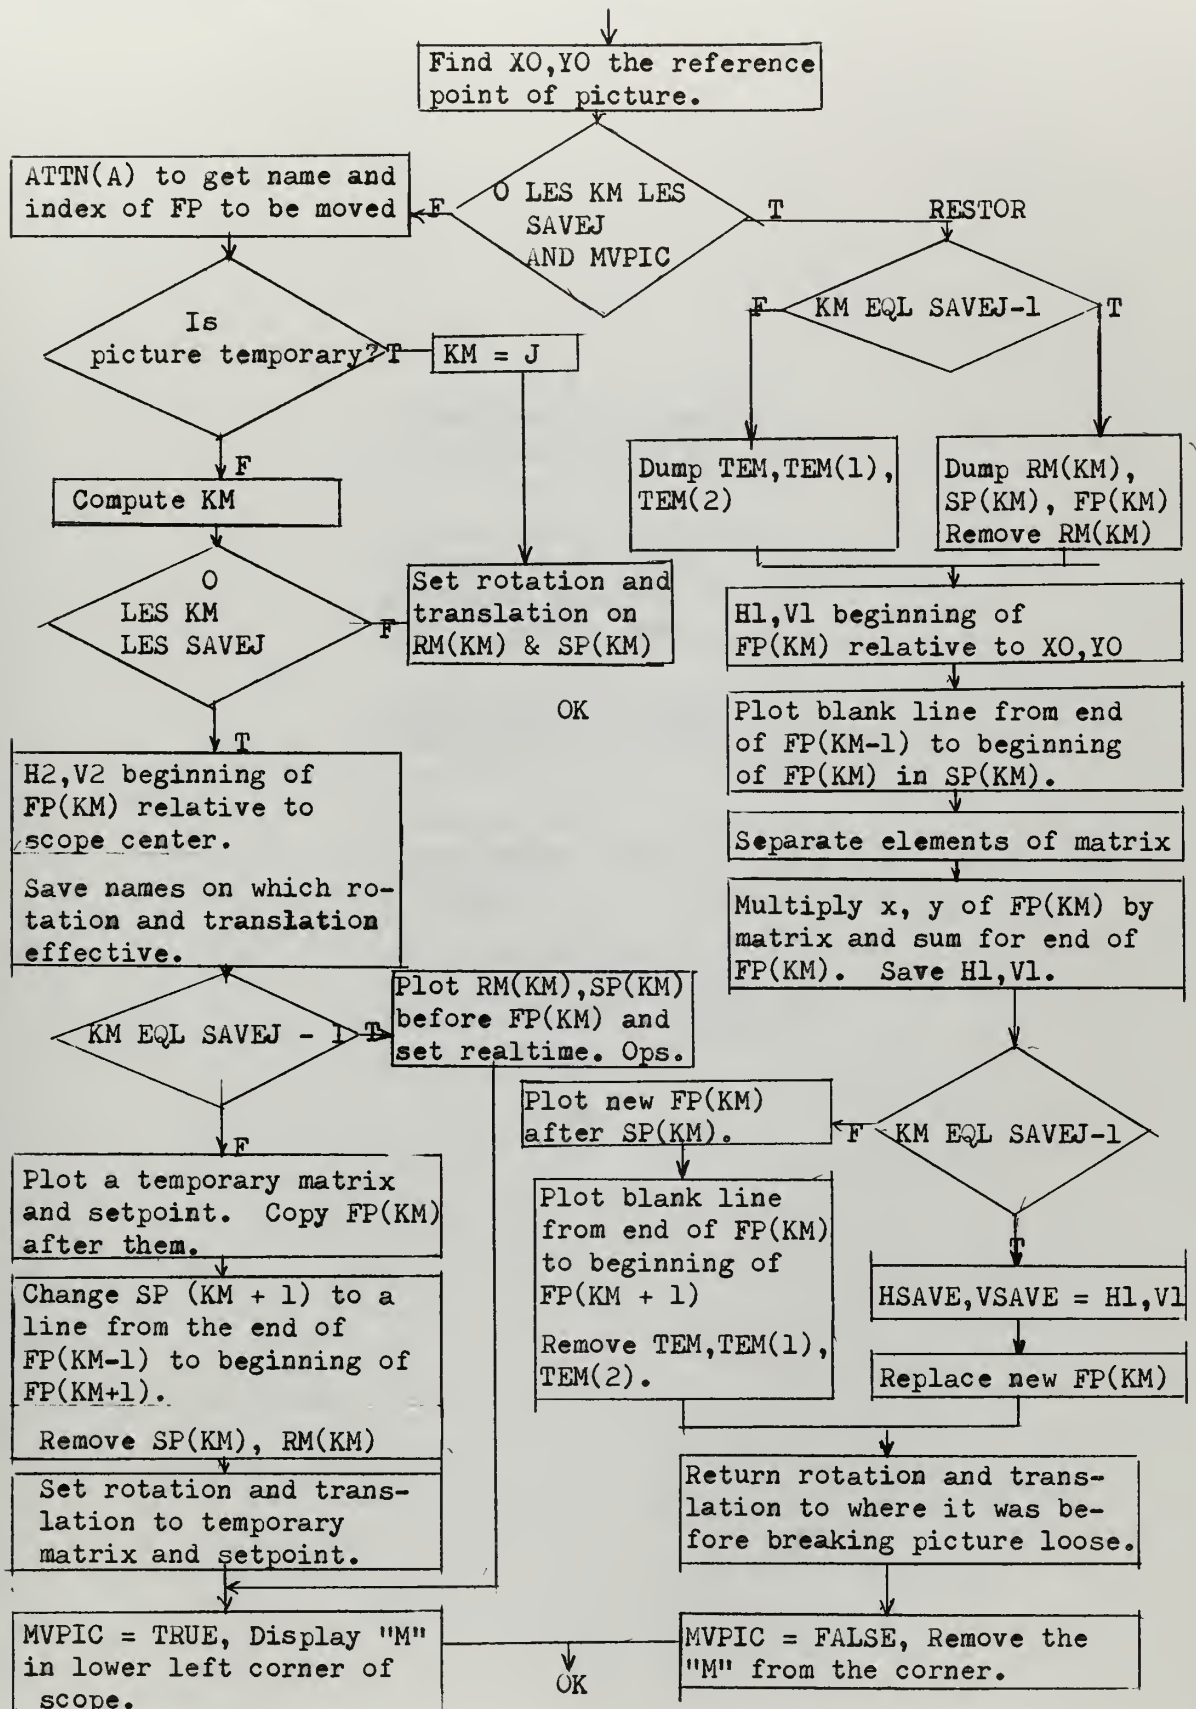 Find XO,YO the reference
point of picture.
O LES KM LES
SAVEJ
AND MVPIC
F
T
RESTOR
ATTN(A) to get name and
index of FP to be moved
Is
picture temporary?
T
KM = J
F
Compute KM
O
LES KM
LES SAVEJ
F
Set rotation and
translation on
RM(KM) & SP(KM)
OK
T
H2,V2 beginning of
FP(KM) relative to
scope center.
Save names on which ro-
tation and translation
effective.
KM EQL SAVEJ - 1
T
Plot RM(KM),SP(KM)
before FP(KM) and
set realtime. Ops.
F
Plot a temporary matrix
and setpoint. Copy FP(KM)
after them.
Change SP (KM + 1) to a
line from the end of
FP(KM-1) to beginning of
FP(KM+1).
Remove SP(KM), RM(KM)
Set rotation and trans-
lation to temporary
matrix and setpoint.
MVPIC = TRUE, Display "M"
in lower left corner of
scope.
KM EQL SAVEJ-1
F
T
Dump TEM,TEM(1),
TEM(2)
Dump RM(KM),
SP(KM), FP(KM)
Remove RM(KM)
H1,V1 beginning of
FP(KM) relative to XO,YO
Plot blank line from end
of FP(KM-1) to beginning
of FP(KM) in SP(KM).
Separate elements of matrix
Multiply x, y of FP(KM) by
matrix and sum for end of
FP(KM). Save H1,V1.
KM EQL SAVEJ-1
F
Plot new FP(KM)
after SP(KM).
Plot blank line
from end of FP(KM)
to beginning of
FP(KM + 1)
Remove TEM,TEM(1),
TEM(2).
T
HSAVE,VSAVE = H1,V1
Replace new FP(KM)
Return rotation and trans-
lation to where it was be-
fore breaking picture loose.
MVPIC = FALSE, Remove the
"M" from the corner.
OK